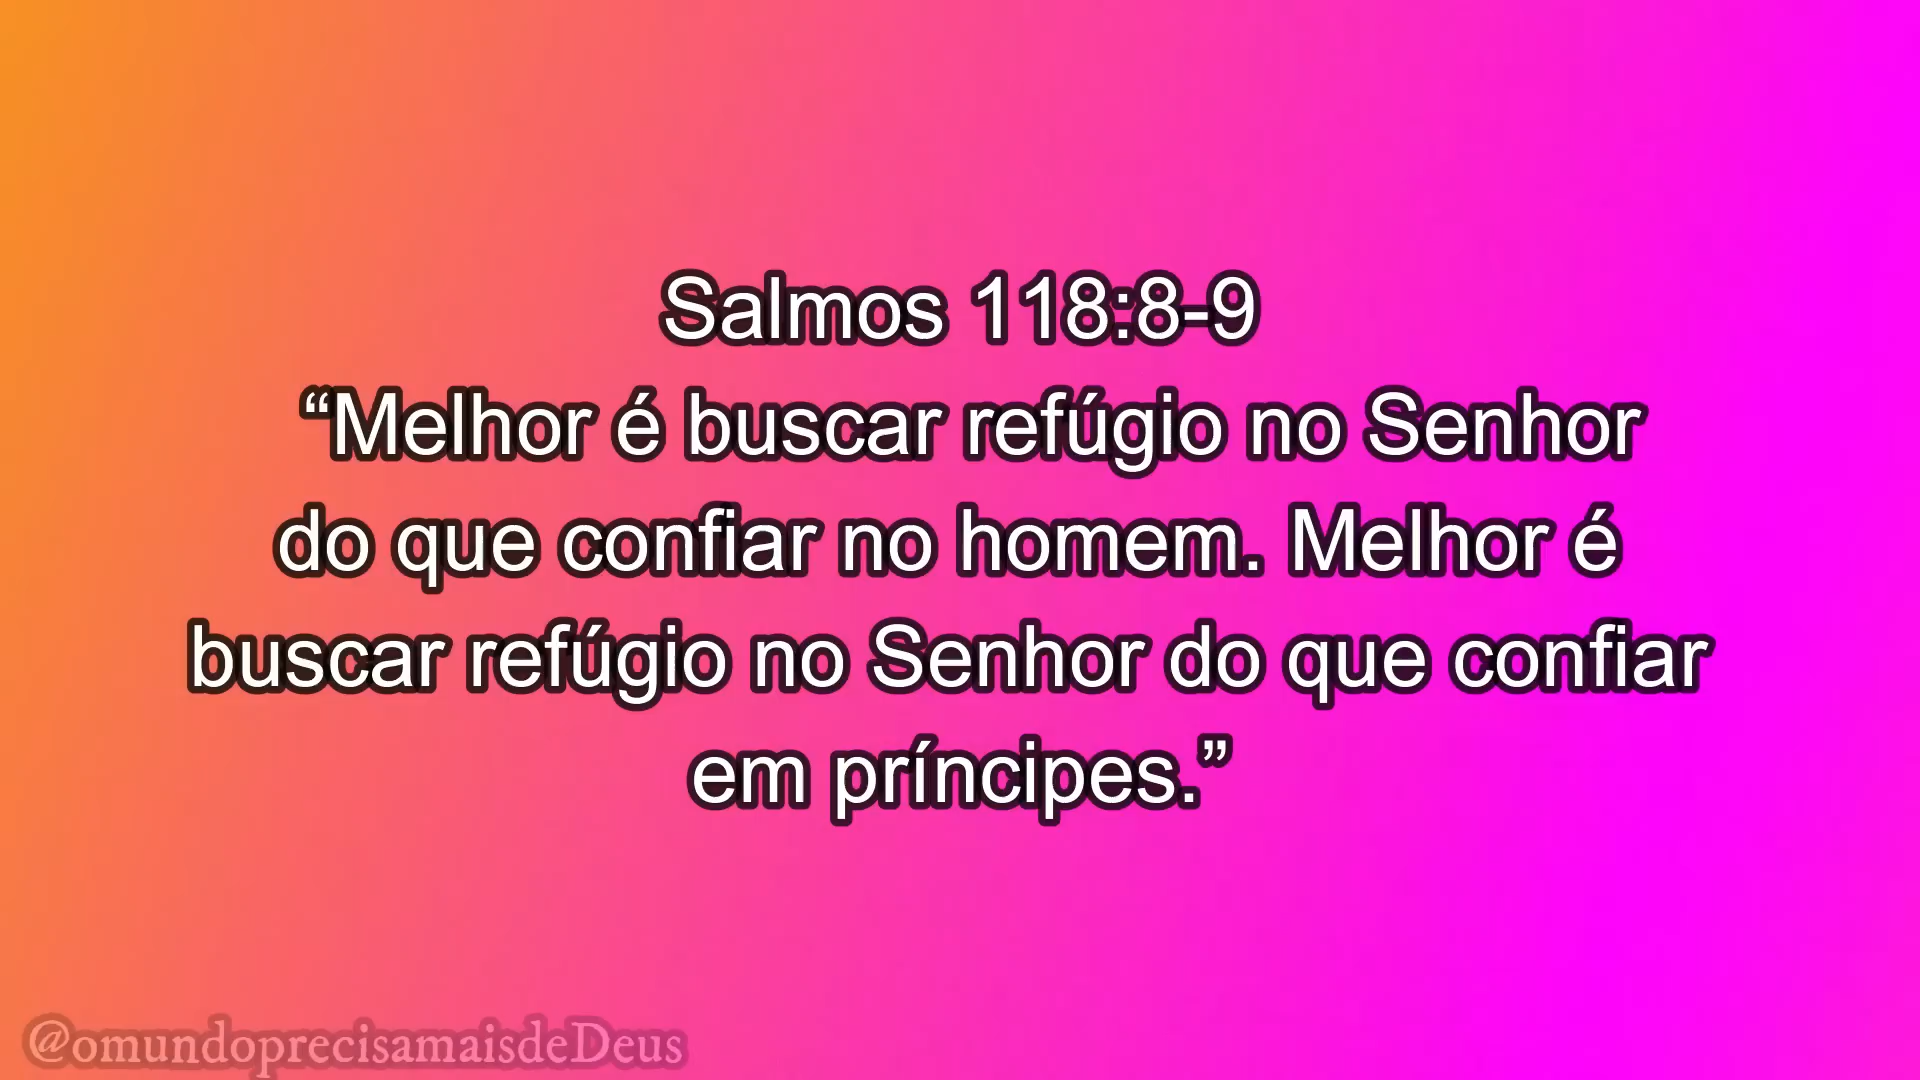 Salmos 118:8-9
“Melhor é buscar refúgio no Senhor
do que confiar no homem. Melhor é
buscar refúgio no Senhor do que confiar
em príncipes.”
@omundoprecisamaisdeDeus